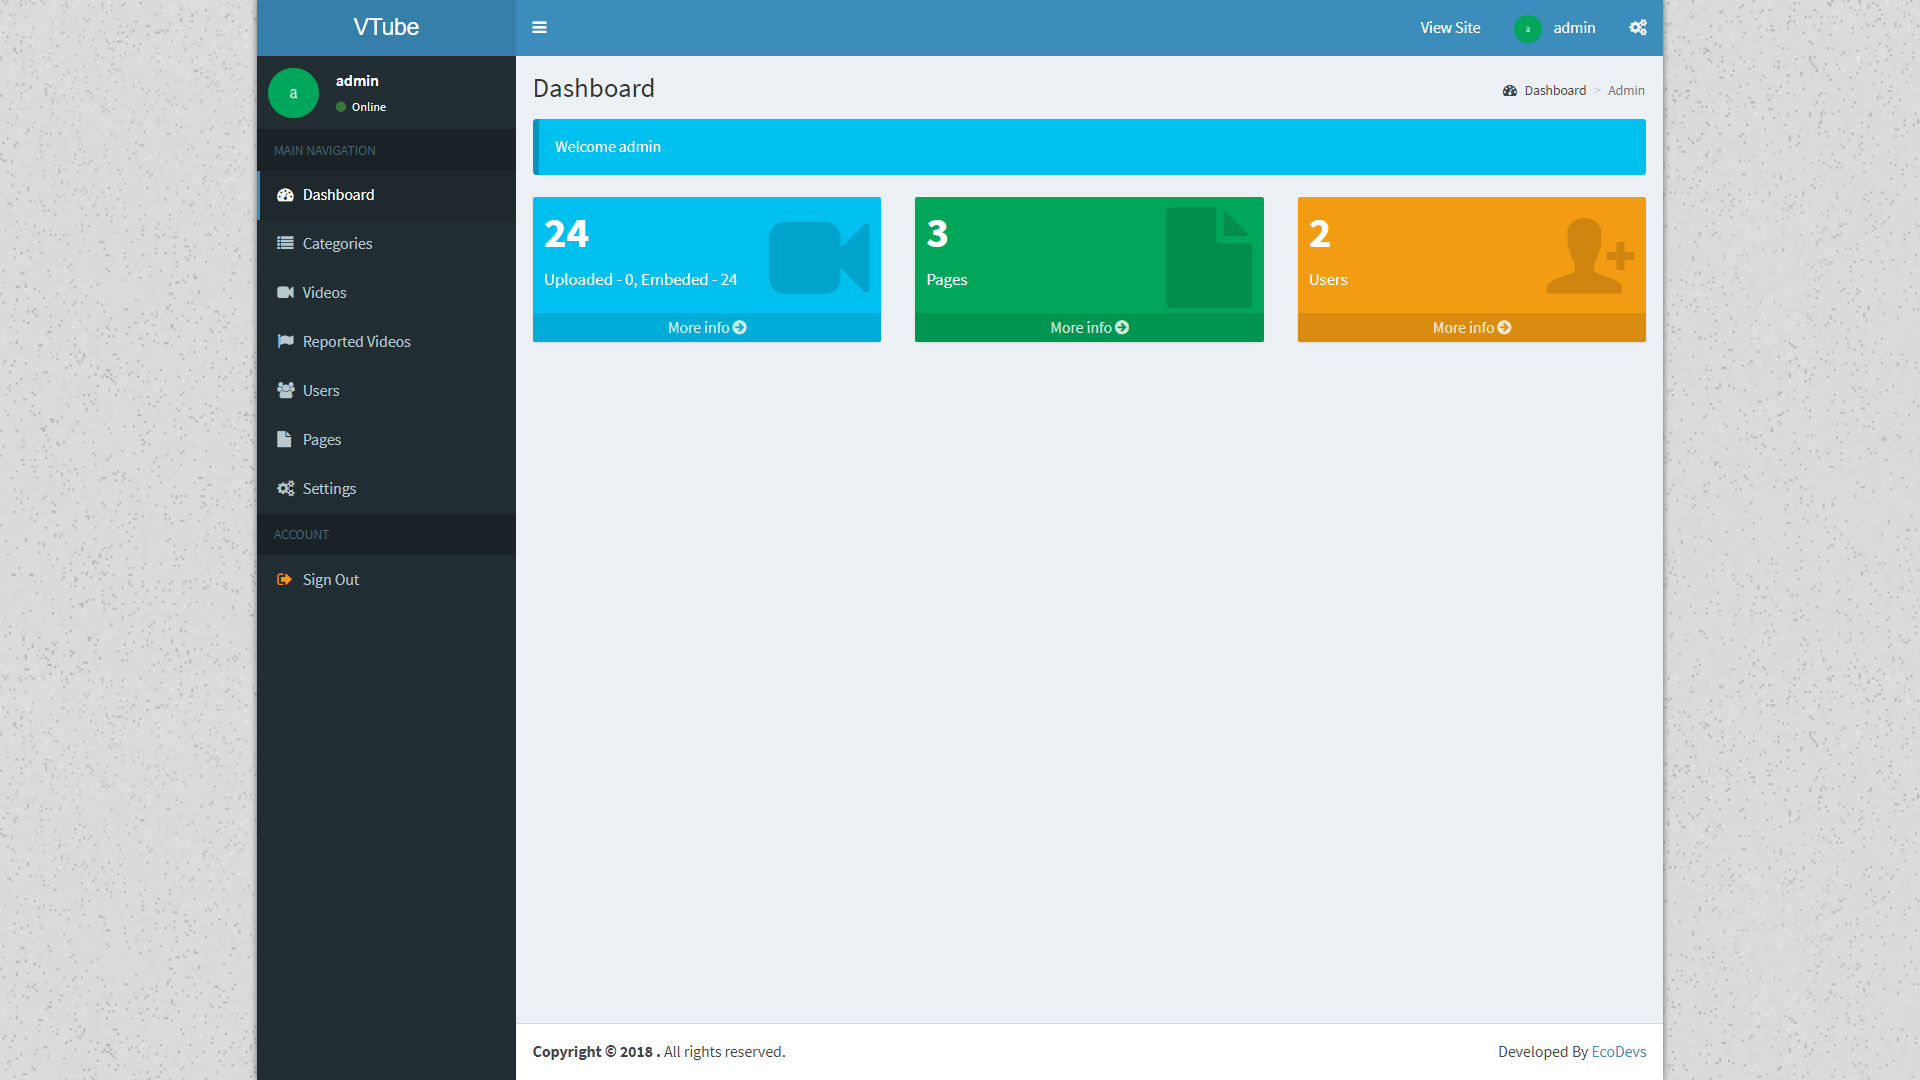 VTube
View Site
a
admin
a
admin
Online
MAIN NAVIGATION
Dashboard
Categories
Videos
Reported Videos
Users
Pages
Settings
ACCOUNT
Sign Out
Dashboard
Dashboard > Admin
Welcome admin
24
Uploaded - 0, Embeded - 24
More info
3
Pages
More info
2
Users
More info
Copyright © 2018 . All rights reserved.
Developed By EcoDevs